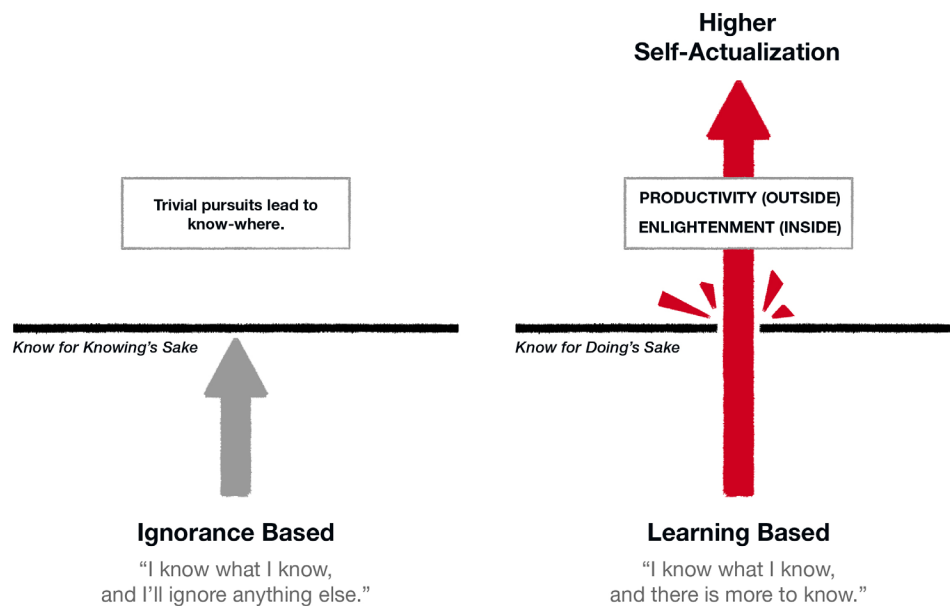 Trivial pursuits lead to
know-where.
Know for Knowing’s Sake
Ignorance Based
“I know what I know,
and I’ll ignore anything else.”
Higher
Self-Actualization
PRODUCTIVITY (OUTSIDE)
ENLIGHTENMENT (INSIDE)
Know for Doing’s Sake
Learning Based
“I know what I know,
and there is more to know.”